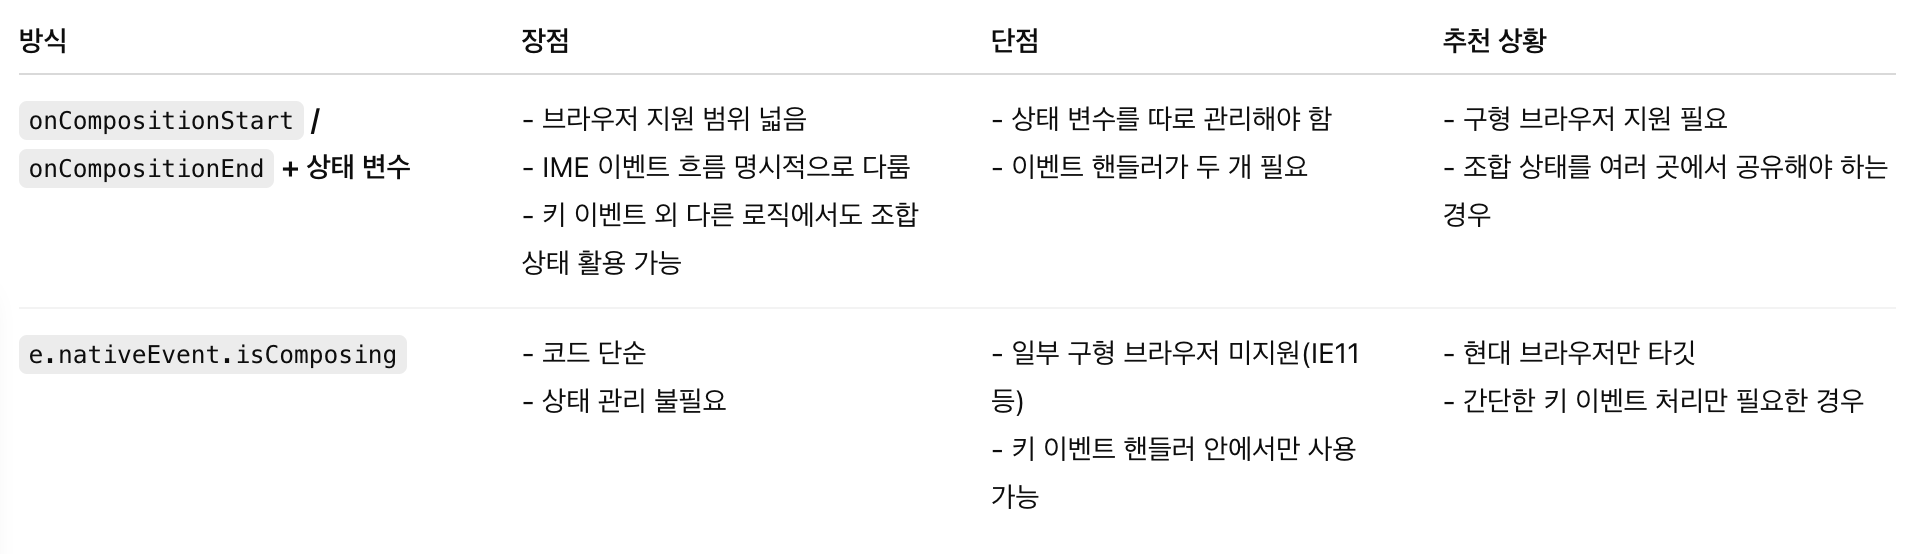 방식 장점 단점 추천 상황
onCompositionStart /
onCompositionEnd + 상태 변수
- 브라우저 지원 범위 넓음
- IME 이벤트 흐름 명시적으로 다룸
- 키 이벤트 외 다른 로직에서도 조합
상태 활용 가능
- 상태 변수를 따로 관리해야 함
- 이벤트 핸들러가 두 개 필요
- 구형 브라우저 지원 필요
- 조합 상태를 여러 곳에서 공유해야 하는
경우
e.nativeEvent.isComposing
- 코드 단순
- 상태 관리 불필요
- 일부 구형 브라우저 미지원(IE11
등)
- 키 이벤트 핸들러 안에서만 사용
가능
- 현대 브라우저만 타깃
- 간단한 키 이벤트 처리만 필요한 경우